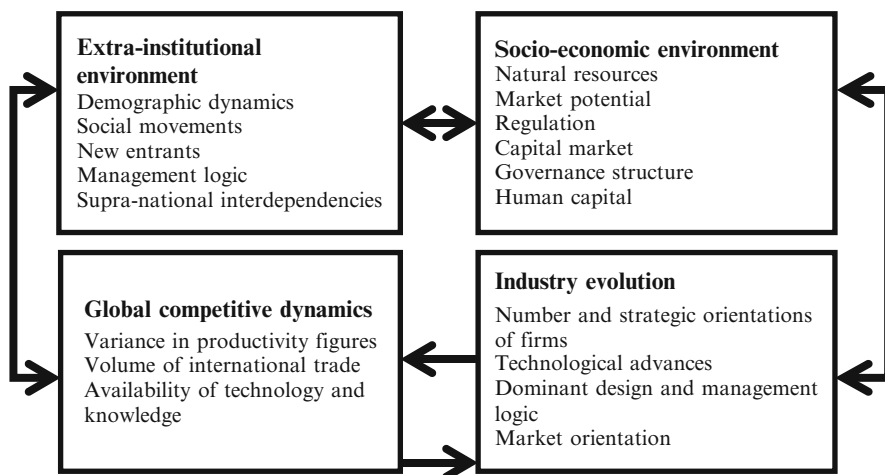 Extra-institutional
environment
Demographic dynamics
Social movements
New entrants
Management logic
Supra-national interdependencies
Socio-economic environment
Natural resources
Market potential
Regulation
Capital market
Governance structure
Human capital
Global competitive dynamics
Variance in productivity figures
Volume of international trade
Availability of technology and
knowledge
Industry evolution
Number and strategic orientations
of firms
Technological advances
Dominant design and management
logic
Market orientation